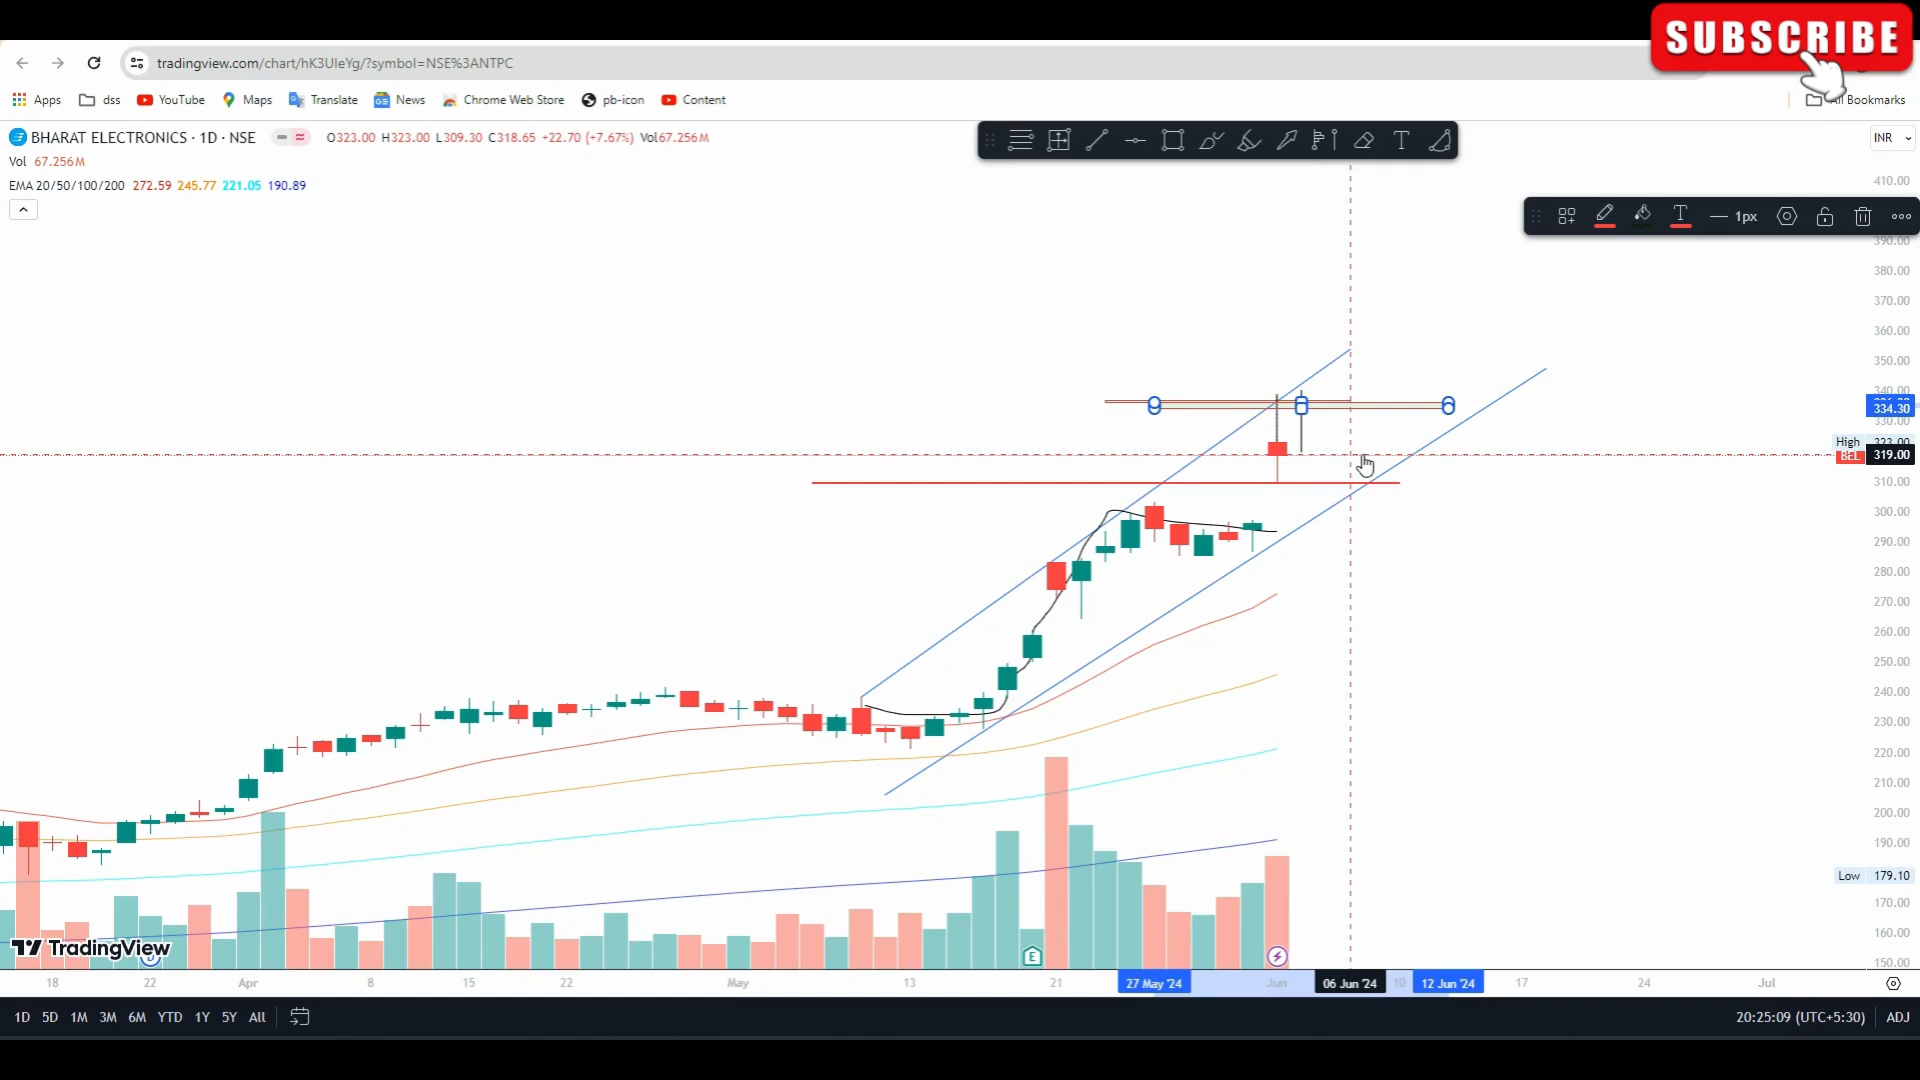 SUBSCRIBE
tradingview.com/chart/hK3UIeYg/?symbol=NSE%3ANTPC
Apps dss YouTube Maps Translate News Chrome Web Store pb-icon Content All Bookmarks
BHARAT ELECTRONICS · 1D · NSE O323.00 H323.00 L309.30 C318.65 +22.70 (+7.67%) Vol67.256M
INR
Vol 67.256M
EMA 20/50/100/200 272.59 245.77 221.05 190.89
1px
410.00
390.00
380.00
370.00
360.00
350.00
340.00
334.30
330.00
High 323.00
BEL 319.00
310.00
300.00
290.00
280.00
270.00
260.00
250.00
240.00
230.00
220.00
210.00
200.00
190.00
Low 179.10
170.00
160.00
150.00
TradingView
E
18 22 Apr 8 15 22 May 13 21 27 May '24 Jun 06 Jun '24 10 12 Jun '24 17 24 Jul
1D 5D 1M 3M 6M YTD 1Y 5Y All
20:25:09 (UTC+5:30) ADJ